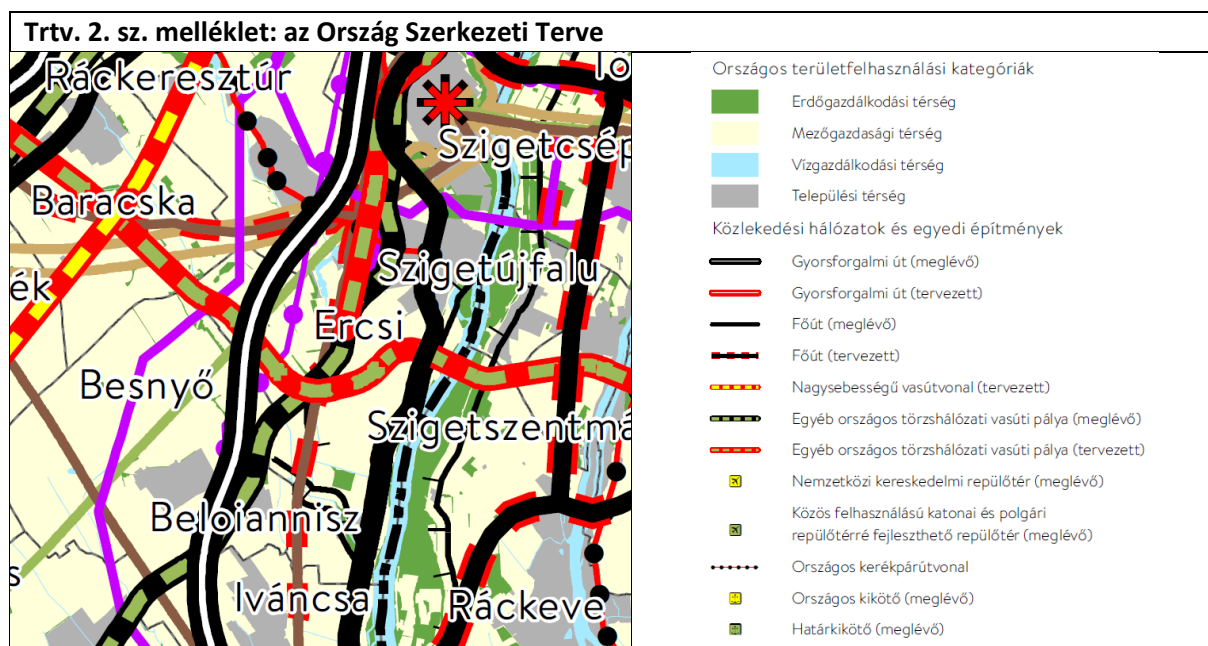 Trtv. 2. sz. melléklet: az Ország Szerkezeti Terve
Ráckeresztúr
Szigetcsép
Baracska
Szigetújfalu
ék
Ercsi
Besnyő
Szigetszentmá
Beloiannisz
s
Iváncsa
Ráckeve
Országos területfelhasználási kategóriák
Erdőgazdálkodási térség
Mezőgazdasági térség
Vízgazdálkodási térség
Települési térség
Közlekedési hálózatok és egyedi építmények
Gyorsforgalmi út (meglévő)
Gyorsforgalmi út (tervezett)
Főút (meglévő)
Főút (tervezett)
Nagysebességű vasútvonal (tervezett)
Egyéb országos törzshálózati vasúti pálya (meglévő)
Egyéb országos törzshálózati vasúti pálya (tervezett)
Nemzetközi kereskedelmi repülőtér (meglévő)
Közös felhasználású katonai és polgári
repülőtérré fejleszthető repülőtér (meglévő)
Országos kerékpárútvonal
Országos kikötő (meglévő)
Határkikötő (meglévő)